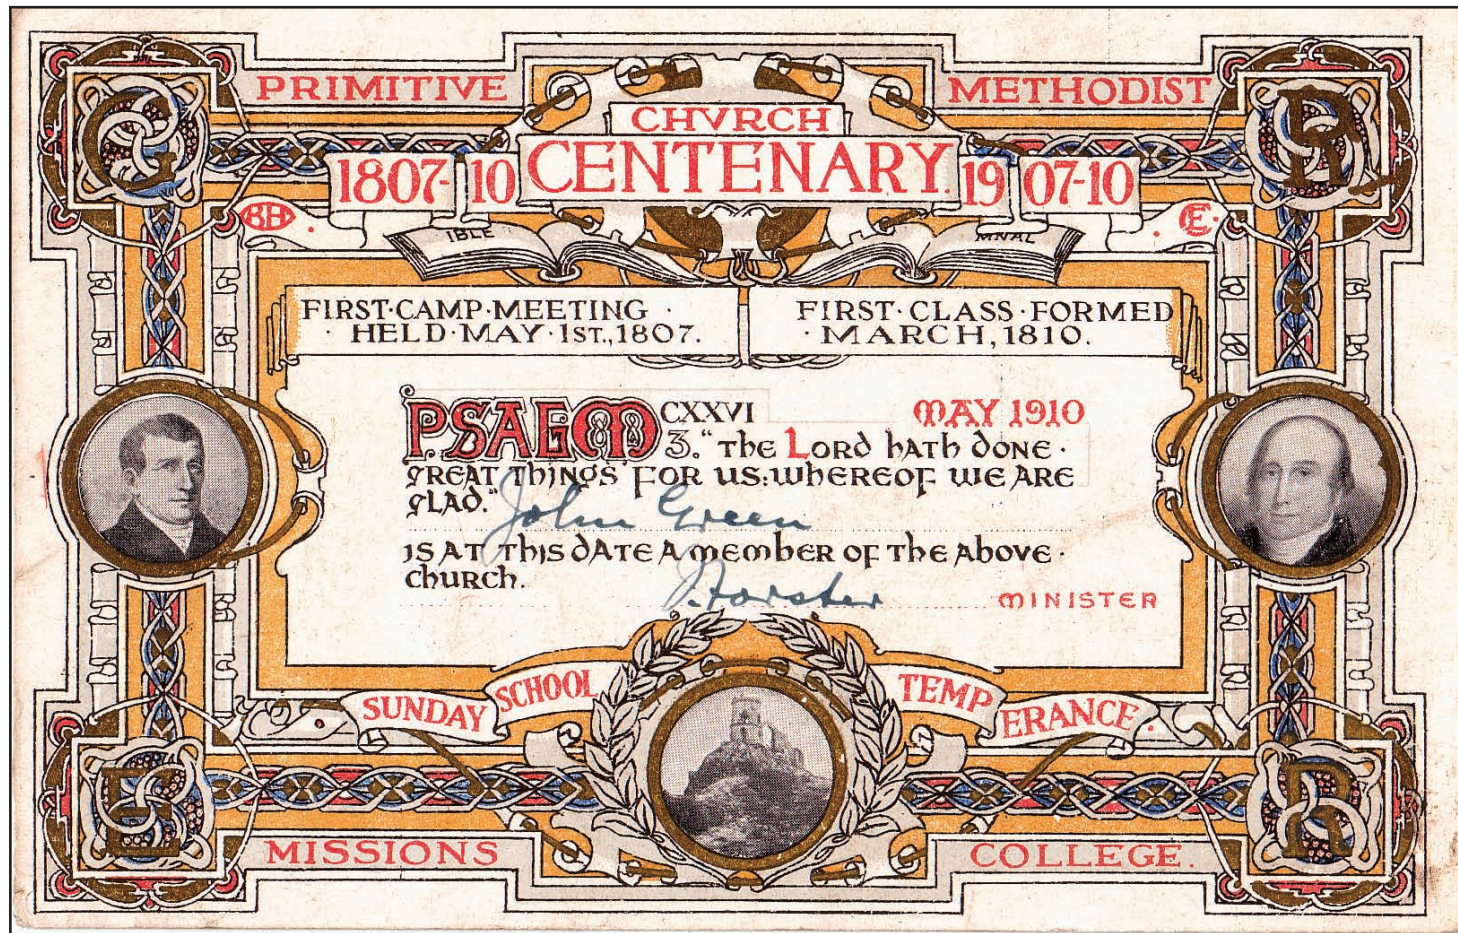 PRIMITIVE METHODIST
CHVRCH
1807-10 CENTENARY. 1907-10
BH . CE.
IBLE MNAL
FIRST·CAMP·MEETING ·
· HELD·MAY·1ST.,1807.
FIRST·CLASS·FORMED
· MARCH, 1810.
PSALM CXXVI MAY 1910
3. "The Lord hath done ·
great things for us: whereof we are
glad."
John Green
is at this date a member of the above ·
church.
J. Forster MINISTER
SUNDAY SCHOOL TEMPERANCE.
MISSIONS COLLEGE.
G
R
E
R